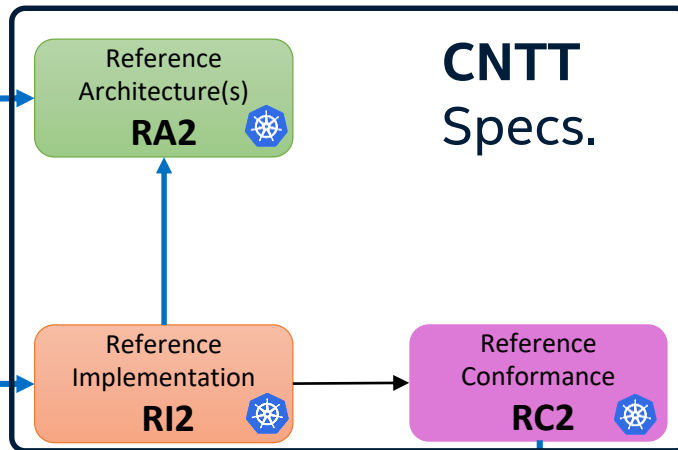 Reference
Architecture(s)
RA2
CNTT
Specs.
Reference
Implementation
RI2
Reference
Conformance
RC2